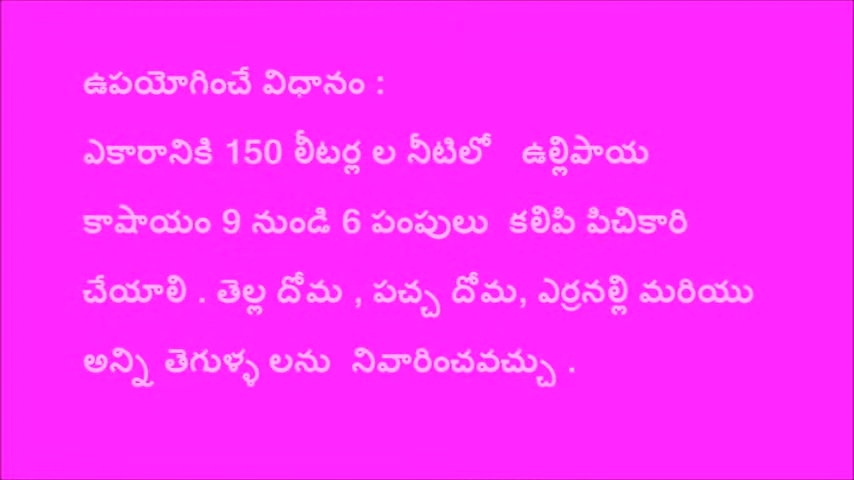 ఉపయోగించే విధానం :
ఎకారానికి 150 లీటర్ల ల నీటిలో ఉల్లిపాయ
కాషాయం 9 నుండి 6 పంపులు కలిపి పిచికారి
చేయాలి . తెల్ల దోమ , పచ్చ దోమ, ఎర్రనల్లి మరియు
అన్ని తెగుళ్ళ లను నివారించవచ్చు .